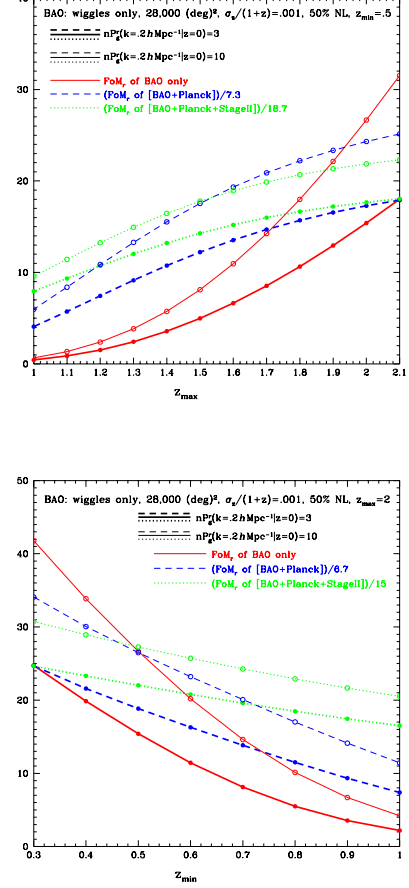 BAO: wiggles only, 28,000 (deg)², σz/(1+z)=.001, 50% NL, zmin=.5
nPg^r(k=.2hMpc⁻¹|z=0)=3
nPg^r(k=.2hMpc⁻¹|z=0)=10
FoMr of BAO only
(FoMr of [BAO+Planck])/7.3
(FoMr of [BAO+Planck+StageII])/18.7
30
20
10
0
1 1.1 1.2 1.3 1.4 1.5 1.6 1.7 1.8 1.9 2 2.1
zmax
50
BAO: wiggles only, 28,000 (deg)², σz/(1+z)=.001, 50% NL, zmax=2
nPg^r(k=.2hMpc⁻¹|z=0)=3
nPg^r(k=.2hMpc⁻¹|z=0)=10
40
FoMr of BAO only
(FoMr of [BAO+Planck])/6.7
(FoMr of [BAO+Planck+StageII])/15
30
20
10
0
0.3 0.4 0.5 0.6 0.7 0.8 0.9 1
zmin